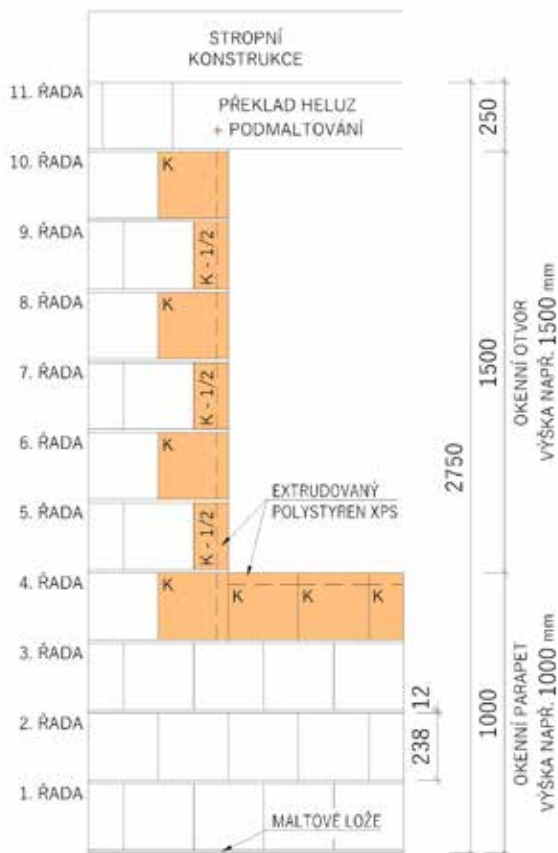 STROPNÍ
KONSTRUKCE
11. ŘADA
PŘEKLAD HELUZ
+ PODMALTOVÁNÍ
250
10. ŘADA
K
9. ŘADA
K - 1/2
8. ŘADA
K
7. ŘADA
K - 1/2
6. ŘADA
K
5. ŘADA
K - 1/2
EXTRUDOVANÝ
POLYSTYREN XPS
4. ŘADA
K
K
K
K
3. ŘADA
2. ŘADA
1. ŘADA
MALTOVÉ LOŽE
12
238
2750
1500
OKENNÍ OTVOR
VÝŠKA NAPŘ. 1500 mm
1000
OKENNÍ PARAPET
VÝŠKA NAPŘ. 1000 mm